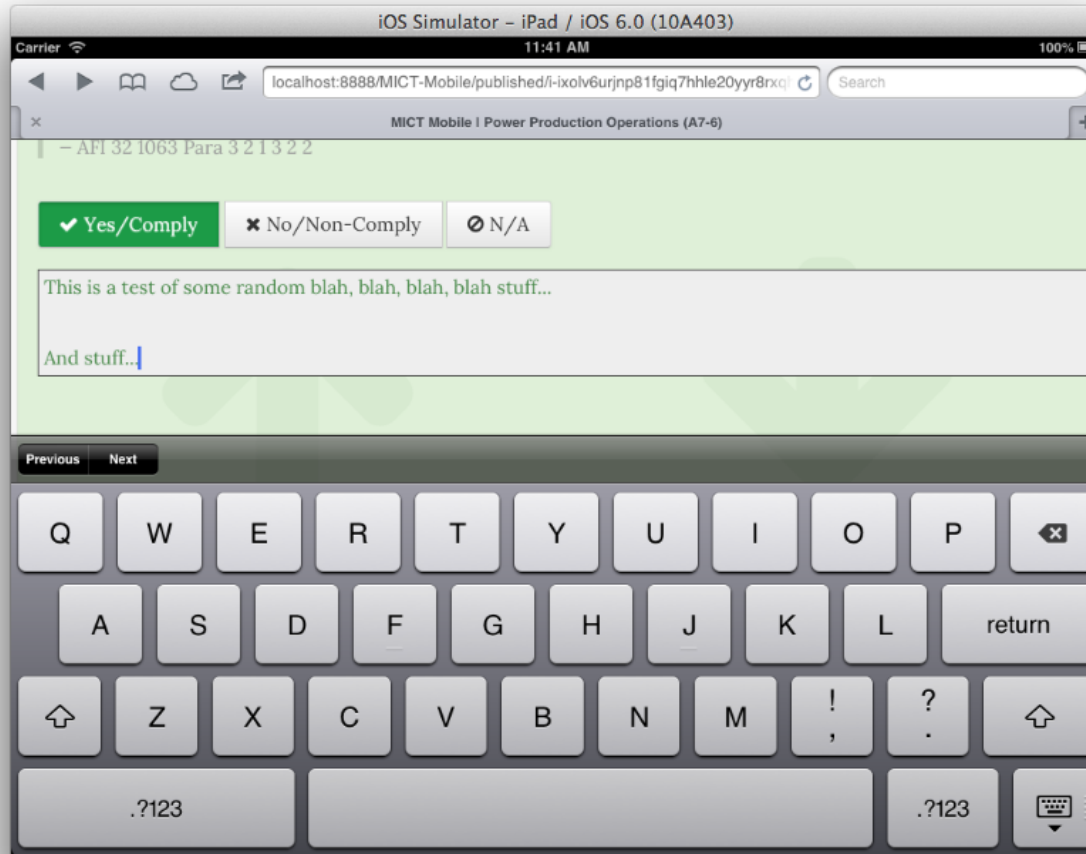 iOS Simulator – iPad / iOS 6.0 (10A403)
Carrier 11:41 AM 100%
localhost:8888/MICT-Mobile/published/i-ixolv6urjnp81fgiq7hhle20yyr8rxq Search
MICT Mobile | Power Production Operations (A7-6)
– AFI 32 1063 Para 3 2 1 3 2 2
Yes/Comply No/Non-Comply N/A
This is a test of some random blah, blah, blah, blah stuff...
And stuff...
Previous Next
Q W E R T Y U I O P
A S D F G H J K L return
Z X C V B N M ! , ? .
.?123 .?123